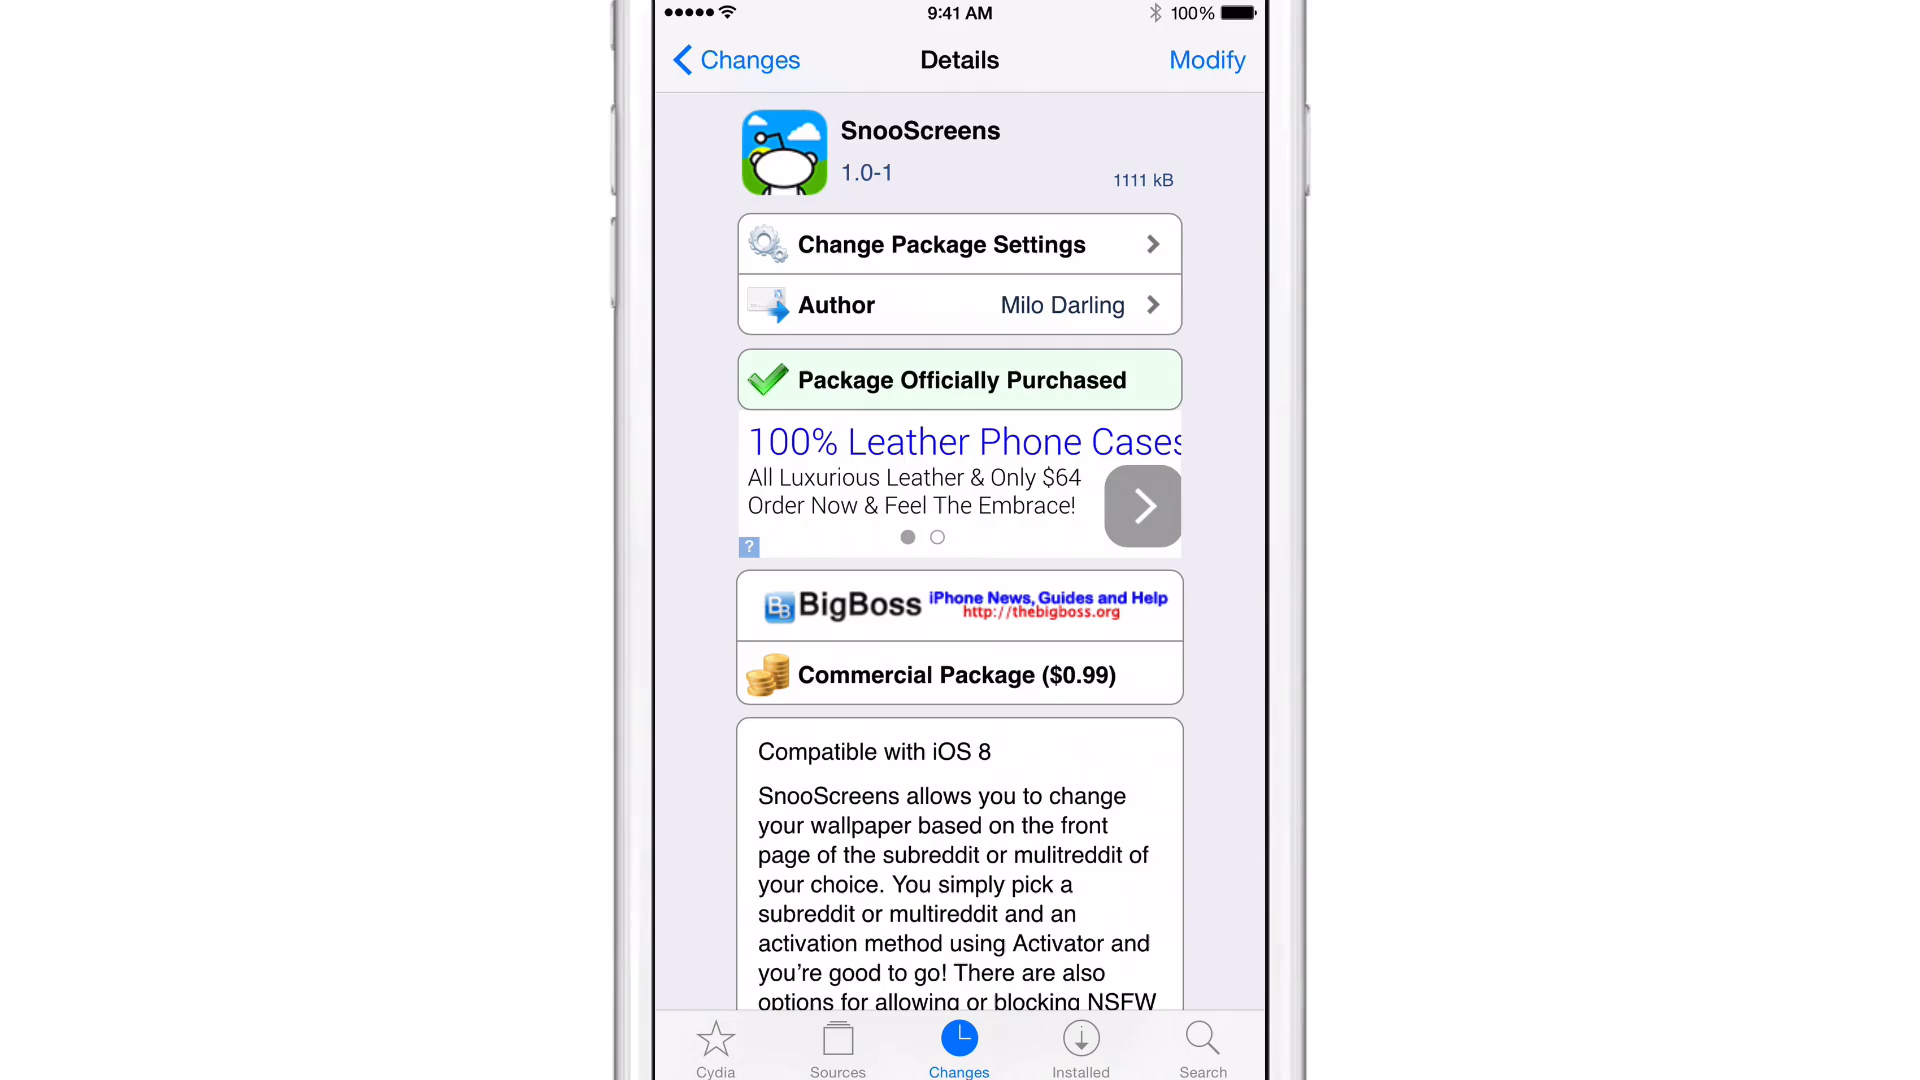 9:41 AM
100%
Changes
Details
Modify
SnooScreens
1.0-1
1111 kB
Change Package Settings
Author
Milo Darling
Package Officially Purchased
100% Leather Phone Cases
All Luxurious Leather & Only $64
Order Now & Feel The Embrace!
?
BB BigBoss
iPhone News, Guides and Help
http://thebigboss.org
Commercial Package ($0.99)
Compatible with iOS 8
SnooScreens allows you to change
your wallpaper based on the front
page of the subreddit or mulitreddit of
your choice. You simply pick a
subreddit or multireddit and an
activation method using Activator and
you’re good to go! There are also
options for allowing or blocking NSFW
Cydia
Sources
Changes
Installed
Search